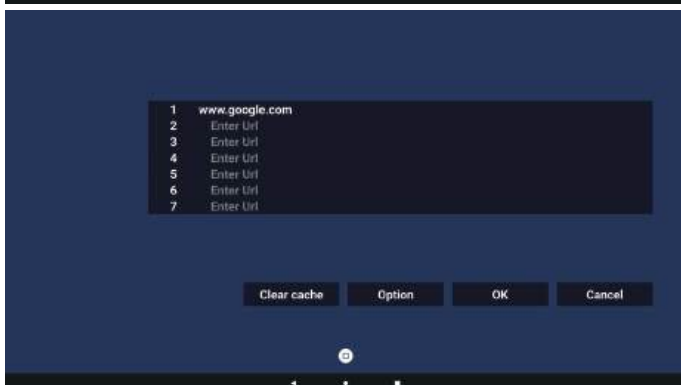 1 www.google.com
2 Enter Url
3 Enter Url
4 Enter Url
5 Enter Url
6 Enter Url
7 Enter Url
Clear cache Option OK Cancel